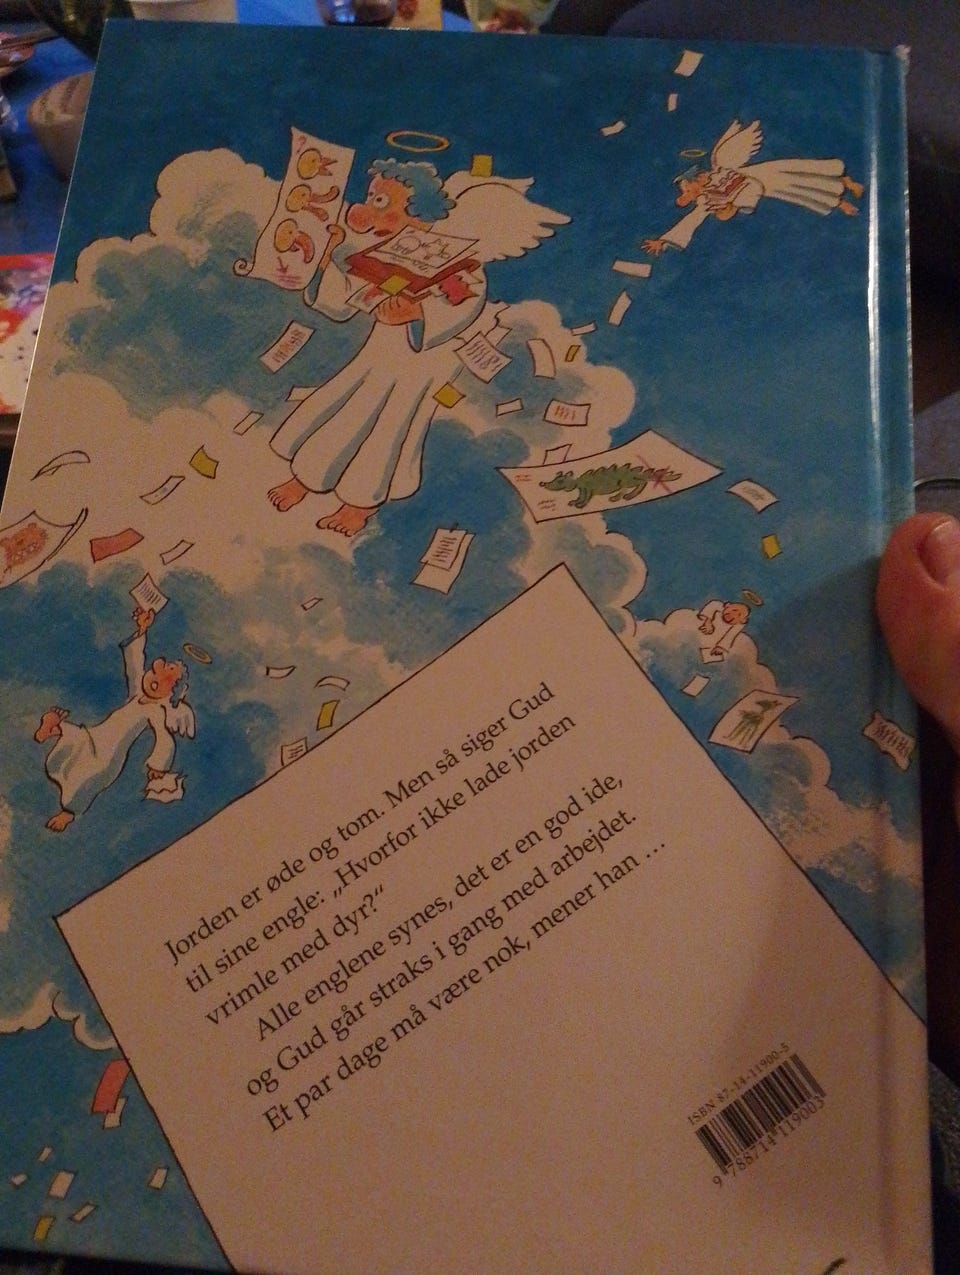 Jorden er øde og tom. Men så siger Gud
til sine engle: „Hvorfor ikke lade jorden
vrimle med dyr?“
Alle englene synes, det er en god ide,
og Gud går straks i gang med arbejdet.
Et par dage må være nok, mener han ...
ISBN 87-14-11900-5
9 788714 119003